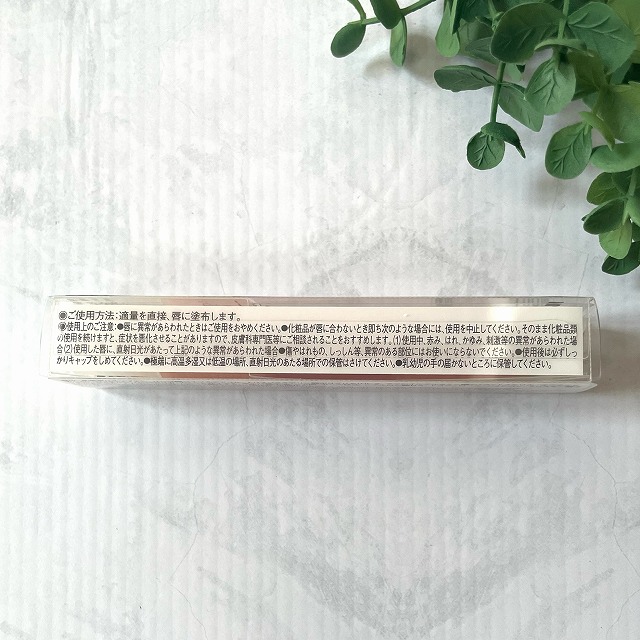 ◉ご使用方法:適量を直接、唇に塗布します。
◉使用上のご注意:●唇に異常があらわれたときはご使用をおやめください。●化粧品が唇に合わないとき即ち次のような場合には、使用を中止してください。そのまま化粧品類
の使用を続けますと、症状を悪化させることがありますので、皮膚科専門医等にご相談されることをおすすめします。(1)使用中、赤み、はれ、かゆみ、刺激等の異常があらわれた場
合(2)使用した唇に、直射日光があたって上記のような異常があらわれた場合●傷やはれもの、しっしん等、異常のある部位にはお使いにならないでください。●使用後は必ずしっ
かりキャップをしめてください。●極端に高温多湿又は低温の場所、直射日光のあたる場所での保管はさけてください。●乳幼児の手の届かないところに保管してください。